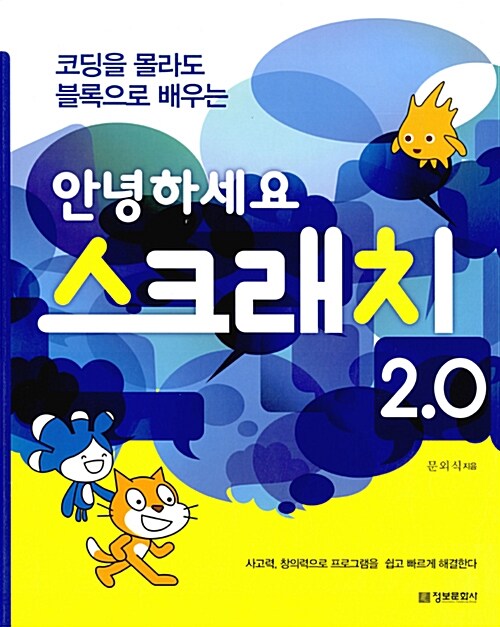 코딩을 몰라도
블록으로 배우는
안녕하세요
스크래치
2.0
문외식 지음
사고력, 창의력으로 프로그램을 쉽고 빠르게 해결한다
정보문화사